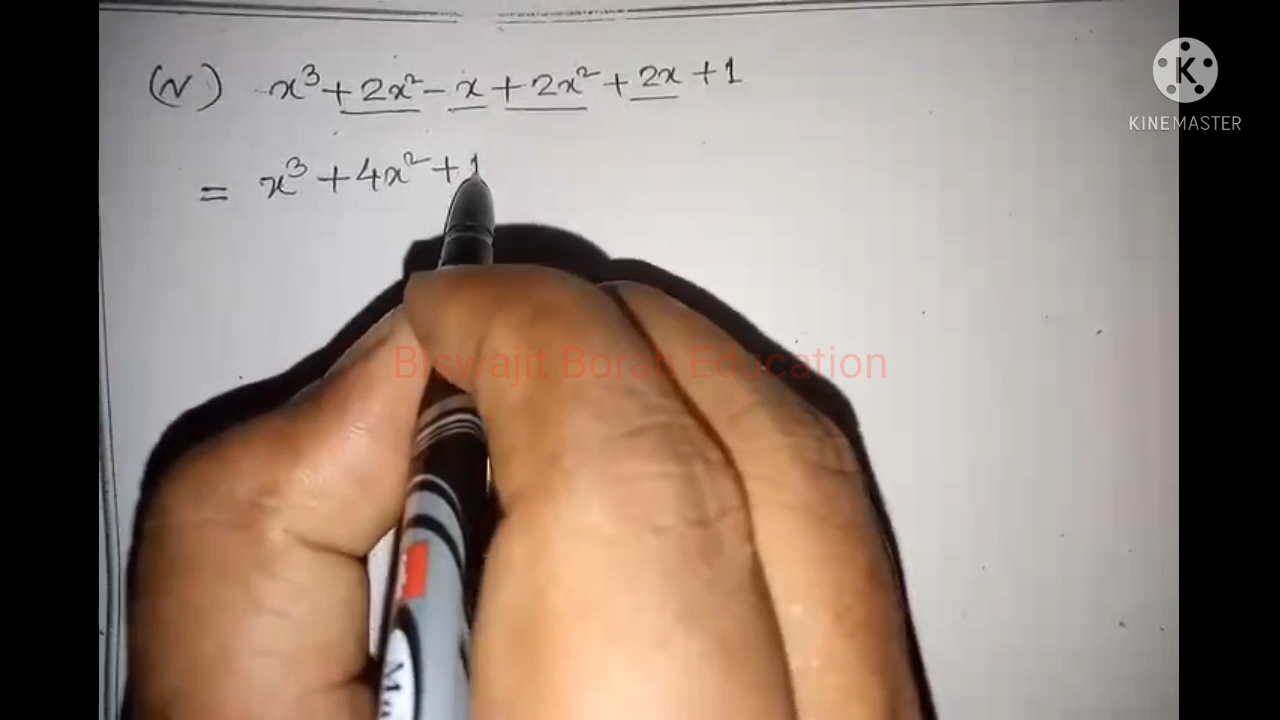 (v) x³ + 2x² - x + 2x² + 2x + 1
K
KINEMASTER
= x³ + 4x² + 1
Biswajit Borah Education